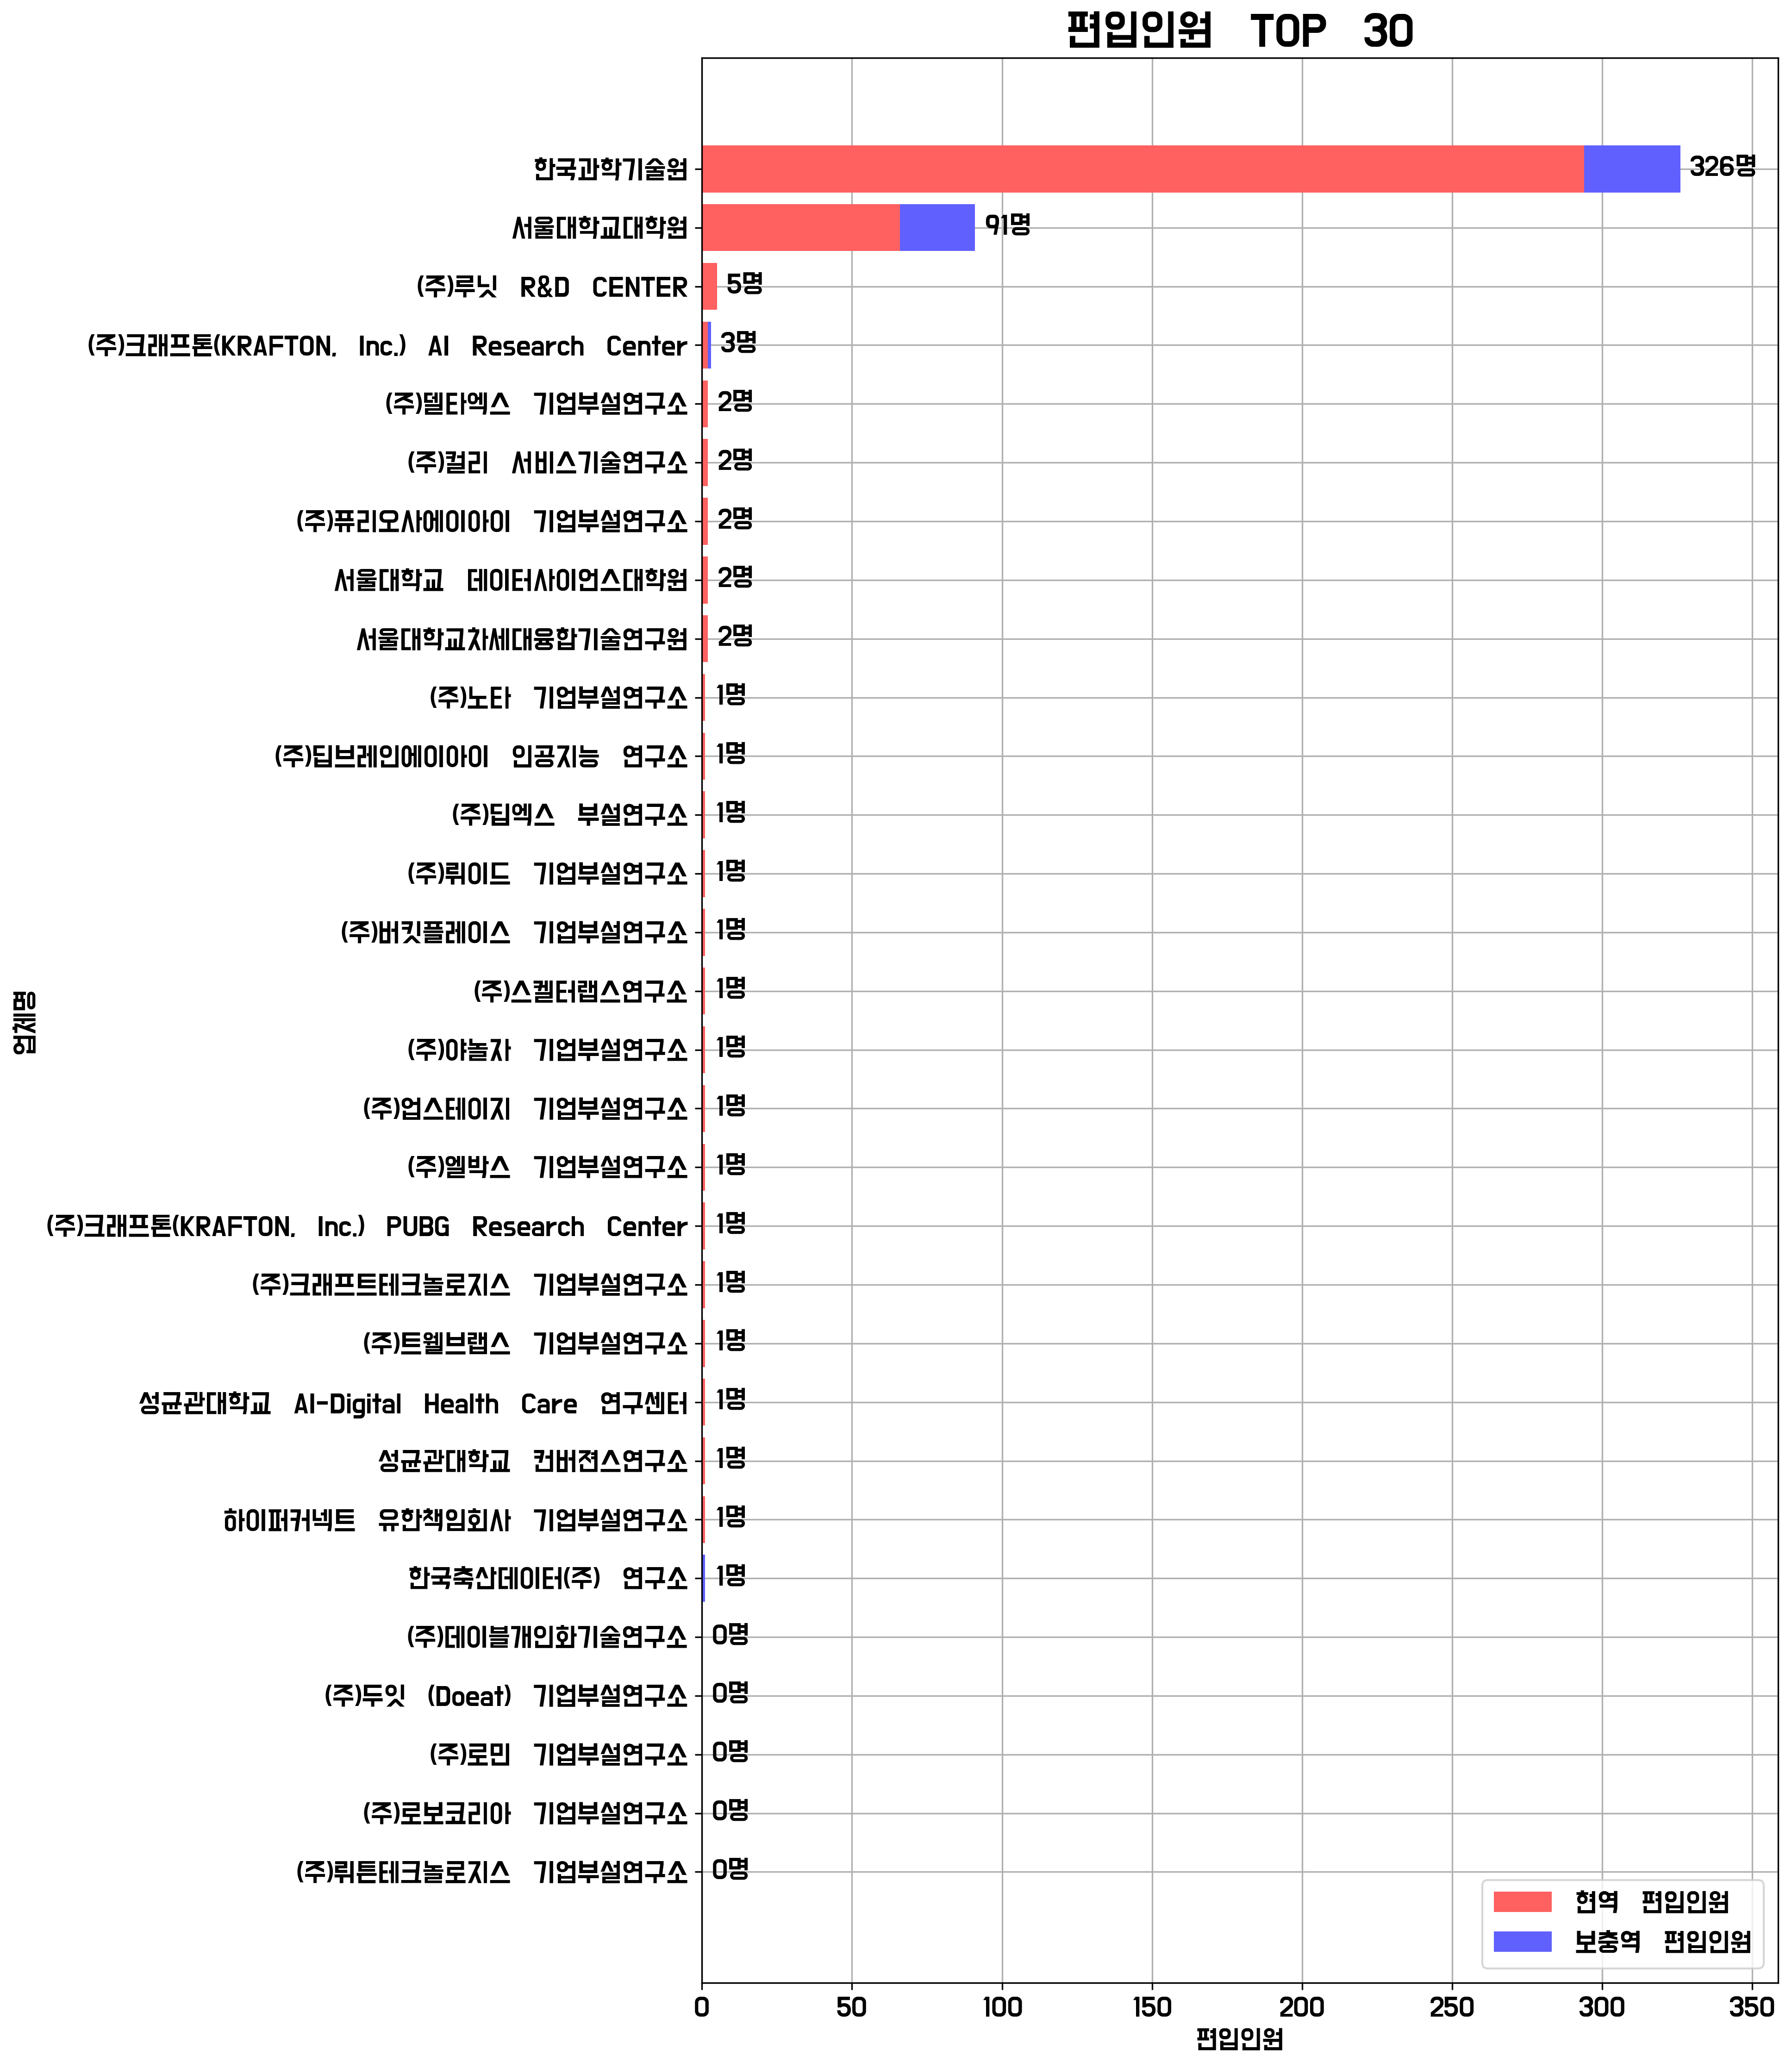 편입인원 TOP 30
한국과학기술원 326명
서울대학교대학원 91명
(주)루닛 R&D CENTER 5명
(주)크래프톤(KRAFTON, Inc.) AI Research Center 3명
(주)델타엑스 기업부설연구소 2명
(주)컬리 서비스기술연구소 2명
(주)퓨리오사에이아이 기업부설연구소 2명
서울대학교 데이터사이언스대학원 2명
서울대학교차세대융합기술연구원 2명
(주)노타 기업부설연구소 1명
(주)딥브레인에이아이 인공지능 연구소 1명
(주)딥엑스 부설연구소 1명
(주)뤼이드 기업부설연구소 1명
(주)버킷플레이스 기업부설연구소 1명
(주)스켈터랩스연구소 1명
(주)야놀자 기업부설연구소 1명
(주)업스테이지 기업부설연구소 1명
(주)엘박스 기업부설연구소 1명
(주)크래프톤(KRAFTON, Inc.) PUBG Research Center 1명
(주)크래프트테크놀로지스 기업부설연구소 1명
(주)트웰브랩스 기업부설연구소 1명
성균관대학교 AI-Digital Health Care 연구센터 1명
성균관대학교 컨버젼스연구소 1명
하이퍼커넥트 유한책임회사 기업부설연구소 1명
한국축산데이터(주) 연구소 1명
(주)데이블개인화기술연구소 0명
(주)두잇 (Doeat) 기업부설연구소 0명
(주)로민 기업부설연구소 0명
(주)로보코리아 기업부설연구소 0명
(주)뤼튼테크놀로지스 기업부설연구소 0명
업체명
현역 편입인원
보충역 편입인원
0 50 100 150 200 250 300 350
편입인원